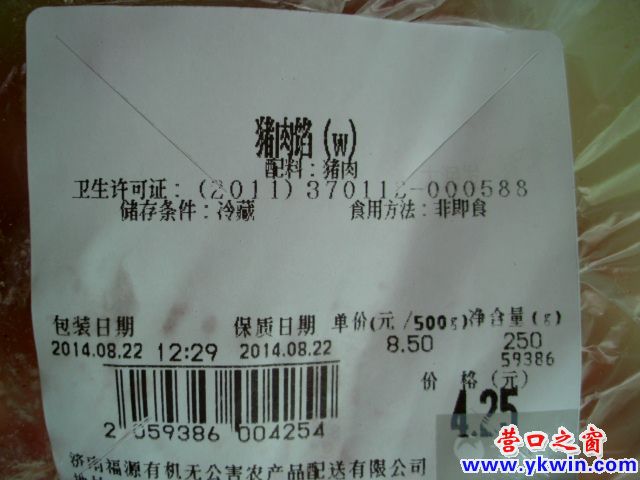 猪肉馅(w)
配料：猪肉
卫生许可证：(2011)370112-000588
储存条件：冷藏 食用方法：非即食
包装日期 保质日期 单价(元/500g) 净含量(g)
2014.08.22 12:29 2014.08.22 8.50 250
59386
价 格 (元)
4.25
2 059386 004254
济南福源有机无公害农产品配送有限公司
营口之窗
www.ykwin.com